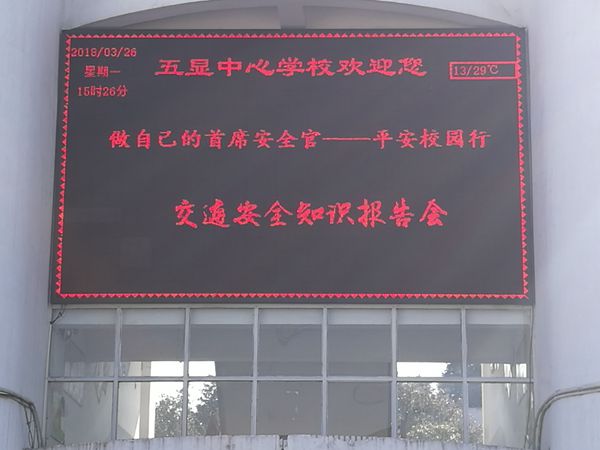 2018/03/26
星期一
15时26分
五显中心学校欢迎您
13/29℃
做自己的首席安全官——平安校园行
交通安全知识报告会